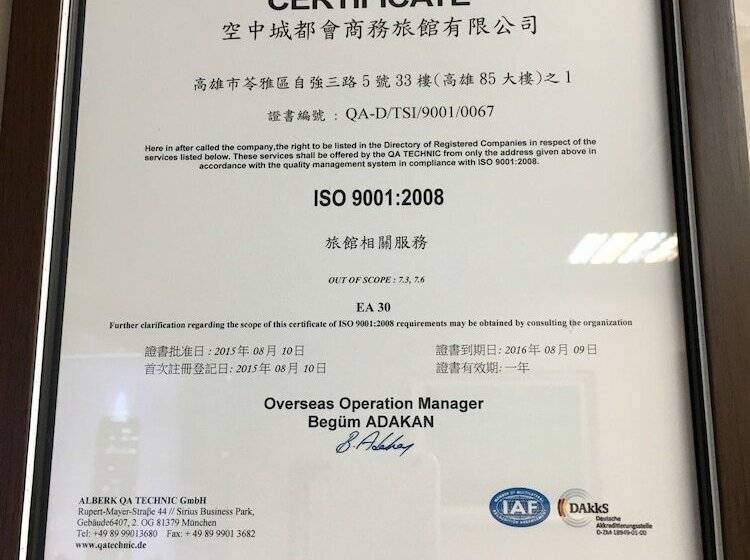 CERTIFICATE
空中城都會商務旅館有限公司
高雄市苓雅區自強三路5號33樓(高雄85大樓)之1
證書編號 : QA-D/TSI/9001/0067
Here in after called the company,the right to be listed in the Directory of Registered Companies in respect of the
services listed below. These services shall be offered by the QA TECHNIC from only the address given above in
accordance with the quality management system in compliance with ISO 9001:2008.
ISO 9001:2008
旅館相關服務
OUT OF SCOPE : 7.3, 7.6
EA 30
Further clarification regarding the scope of this certificate of ISO 9001:2008 requirements may be obtained by consulting the organization
證書批准日 : 2015年 08 月 10日
證書到期日: 2016年 08 月 09日
首次註冊登記日: 2015年 08 月 10日
證書有效期: 一年
Overseas Operation Manager
Begüm ADAKAN
ALBERK QA TECHNIC GmbH
Rupert-Mayer-Straße 44 // Sirius Business Park,
Gebäude6407, 2. OG 81379 München
Tel: +49 89 99013680 Fax: + 49 89 9901 3682
www.qatechnic.de
IAF
DAkkS
Deutsche
Akkreditierungsstelle
D-ZM-18949-01-00